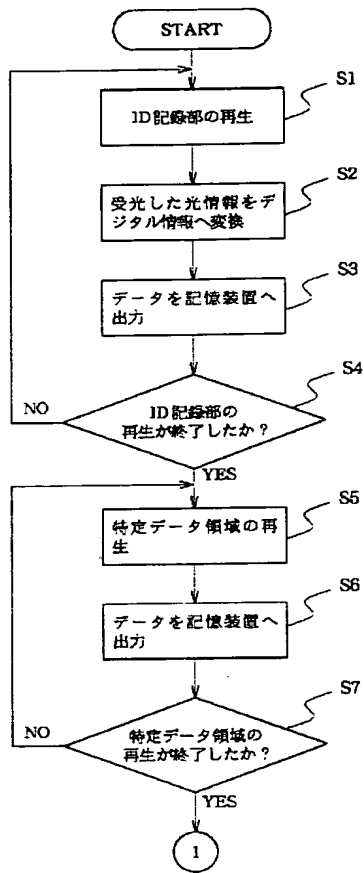 START
S1
ID記録部の再生
S2
受光した光情報をデ
ジタル情報へ変換
S3
データを記憶装置へ
出力
S4
NO
ID記録部の
再生が終了したか?
YES
S5
特定データ領域の再
生
S6
データを記憶装置へ
出力
S7
NO
特定データ領域の
再生が終了したか?
YES
1